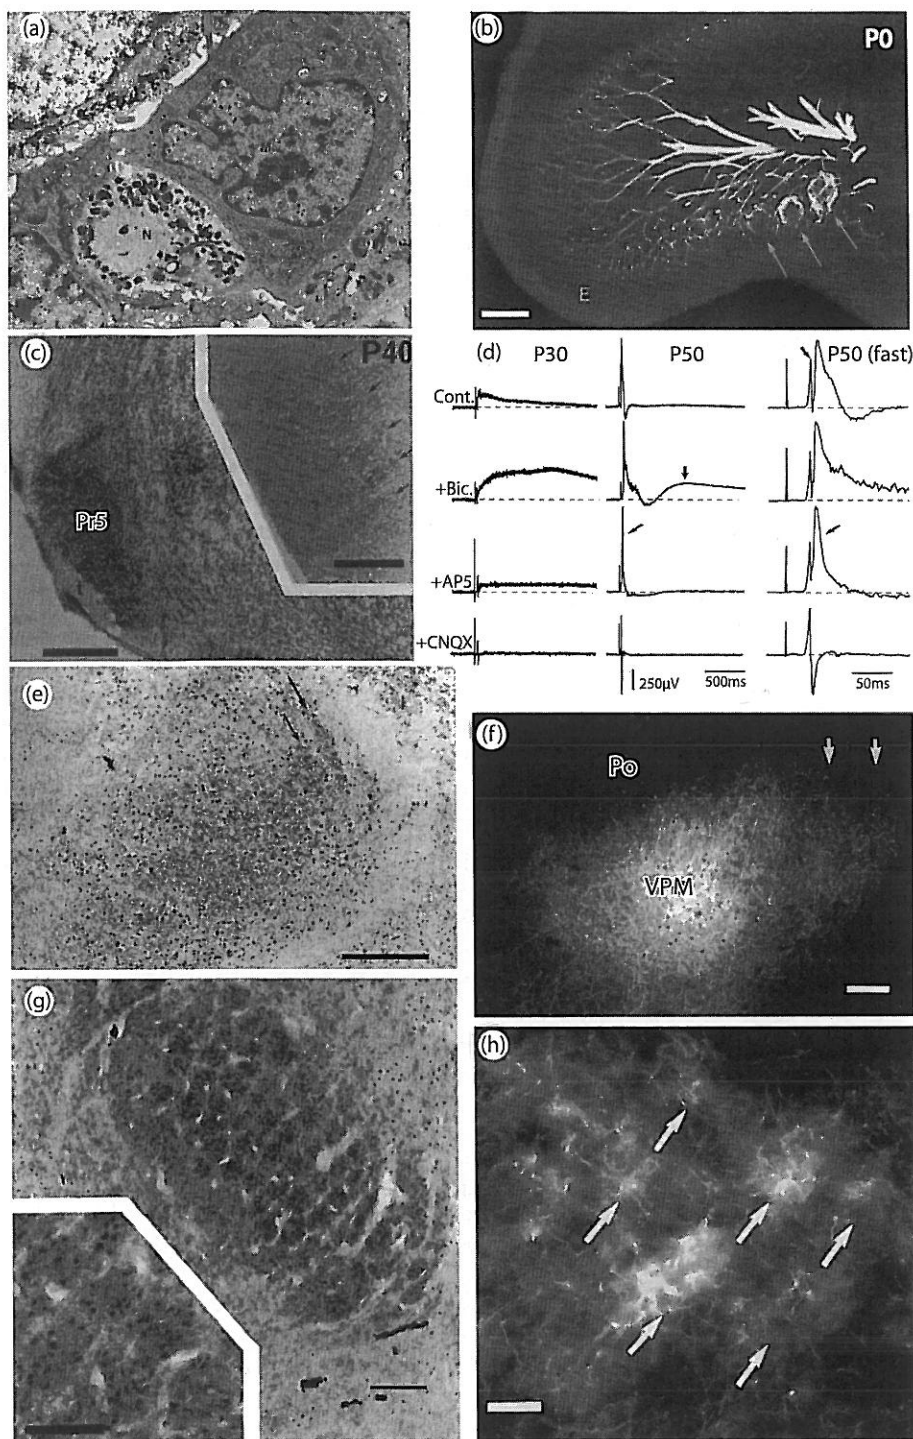 (a)
N
(b)
P0
E
(c)
P40
Pr5
(d)
P30 P50 P50 (fast)
Cont.
+Bic.
+AP5
+CNQX
250μV 500ms 50ms
(e)
(f)
Po
VPM
(g)
(h)